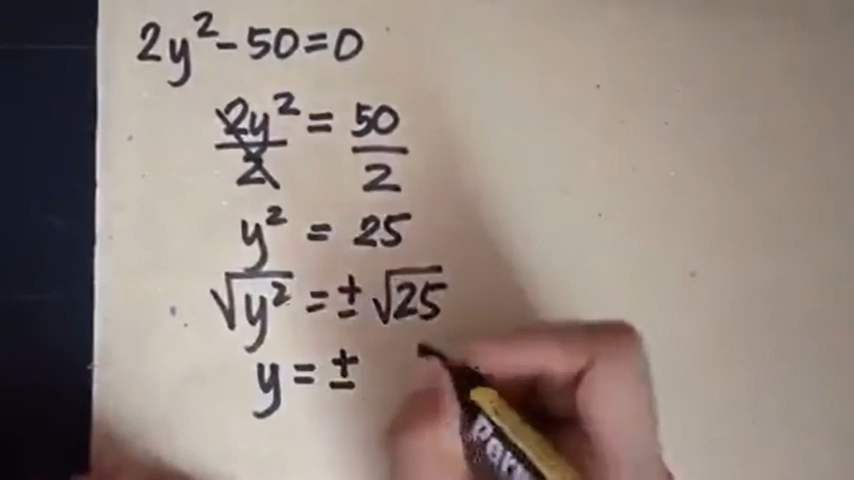 2y² - 50 = 0
2y²/2 = 50/2
y² = 25
√y² = ± √25
y = ±